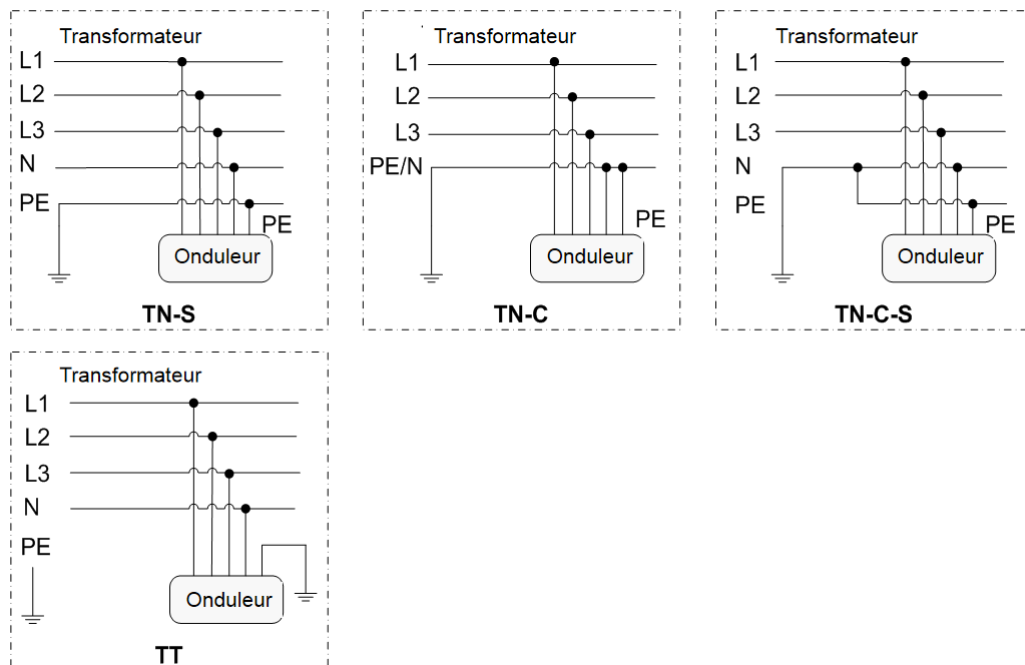 Transformateur
L1
L2
L3
N
PE
PE
Onduleur
TN-S
Transformateur
L1
L2
L3
PE/N
PE
Onduleur
TN-C
Transformateur
L1
L2
L3
N
PE
PE
Onduleur
TN-C-S
Transformateur
L1
L2
L3
N
PE
Onduleur
TT